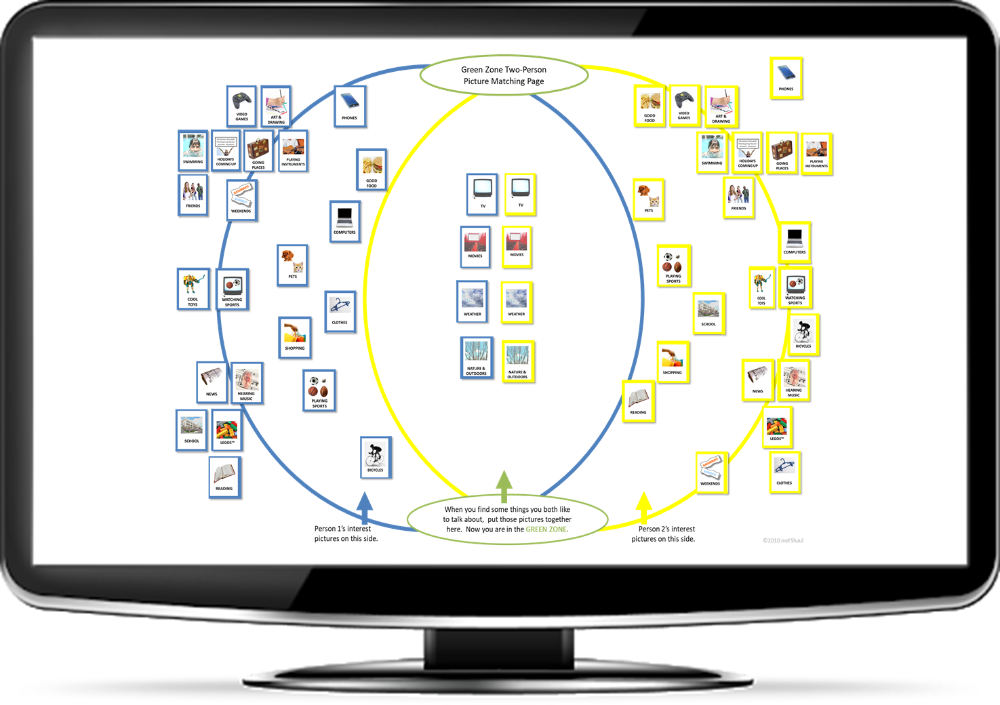 Green Zone Two-Person
Picture Matching Page
VIDEO
GAMES
ART &
DRAWING
PHONES
SWIMMING
HOLIDAYS
COMING UP
GOING
PLACES
PLAYING
INSTRUMENTS
GOOD
FOOD
FRIENDS
SATURDAY!
SUNDAY!
WEEKENDS
COMPUTERS
PETS
COOL
TOYS
WATCHING
SPORTS
CLOTHES
SHOPPING
NEWS
HEARING
MUSIC
PLAYING
SPORTS
SCHOOL
LEGOS™
READING
BICYCLES
TV
TV
MOVIES
MOVIES
WEATHER
WEATHER
NATURE &
OUTDOORS
NATURE &
OUTDOORS
PHONES
GOOD
FOOD
VIDEO
GAMES
ART &
DRAWING
SWIMMING
HOLIDAYS
COMING UP
GOING
PLACES
PLAYING
INSTRUMENTS
PETS
FRIENDS
COMPUTERS
PLAYING
SPORTS
COOL
TOYS
WATCHING
SPORTS
SCHOOL
BICYCLES
SHOPPING
NEWS
HEARING
MUSIC
READING
LEGOS™
SATURDAY!
SUNDAY!
WEEKENDS
CLOTHES
When you find some things you both like
to talk about, put those pictures together
here. Now you are in the GREEN ZONE.
Person 1's interest
pictures on this side.
Person 2's interest
pictures on this side.
©2010 Joel Shaul